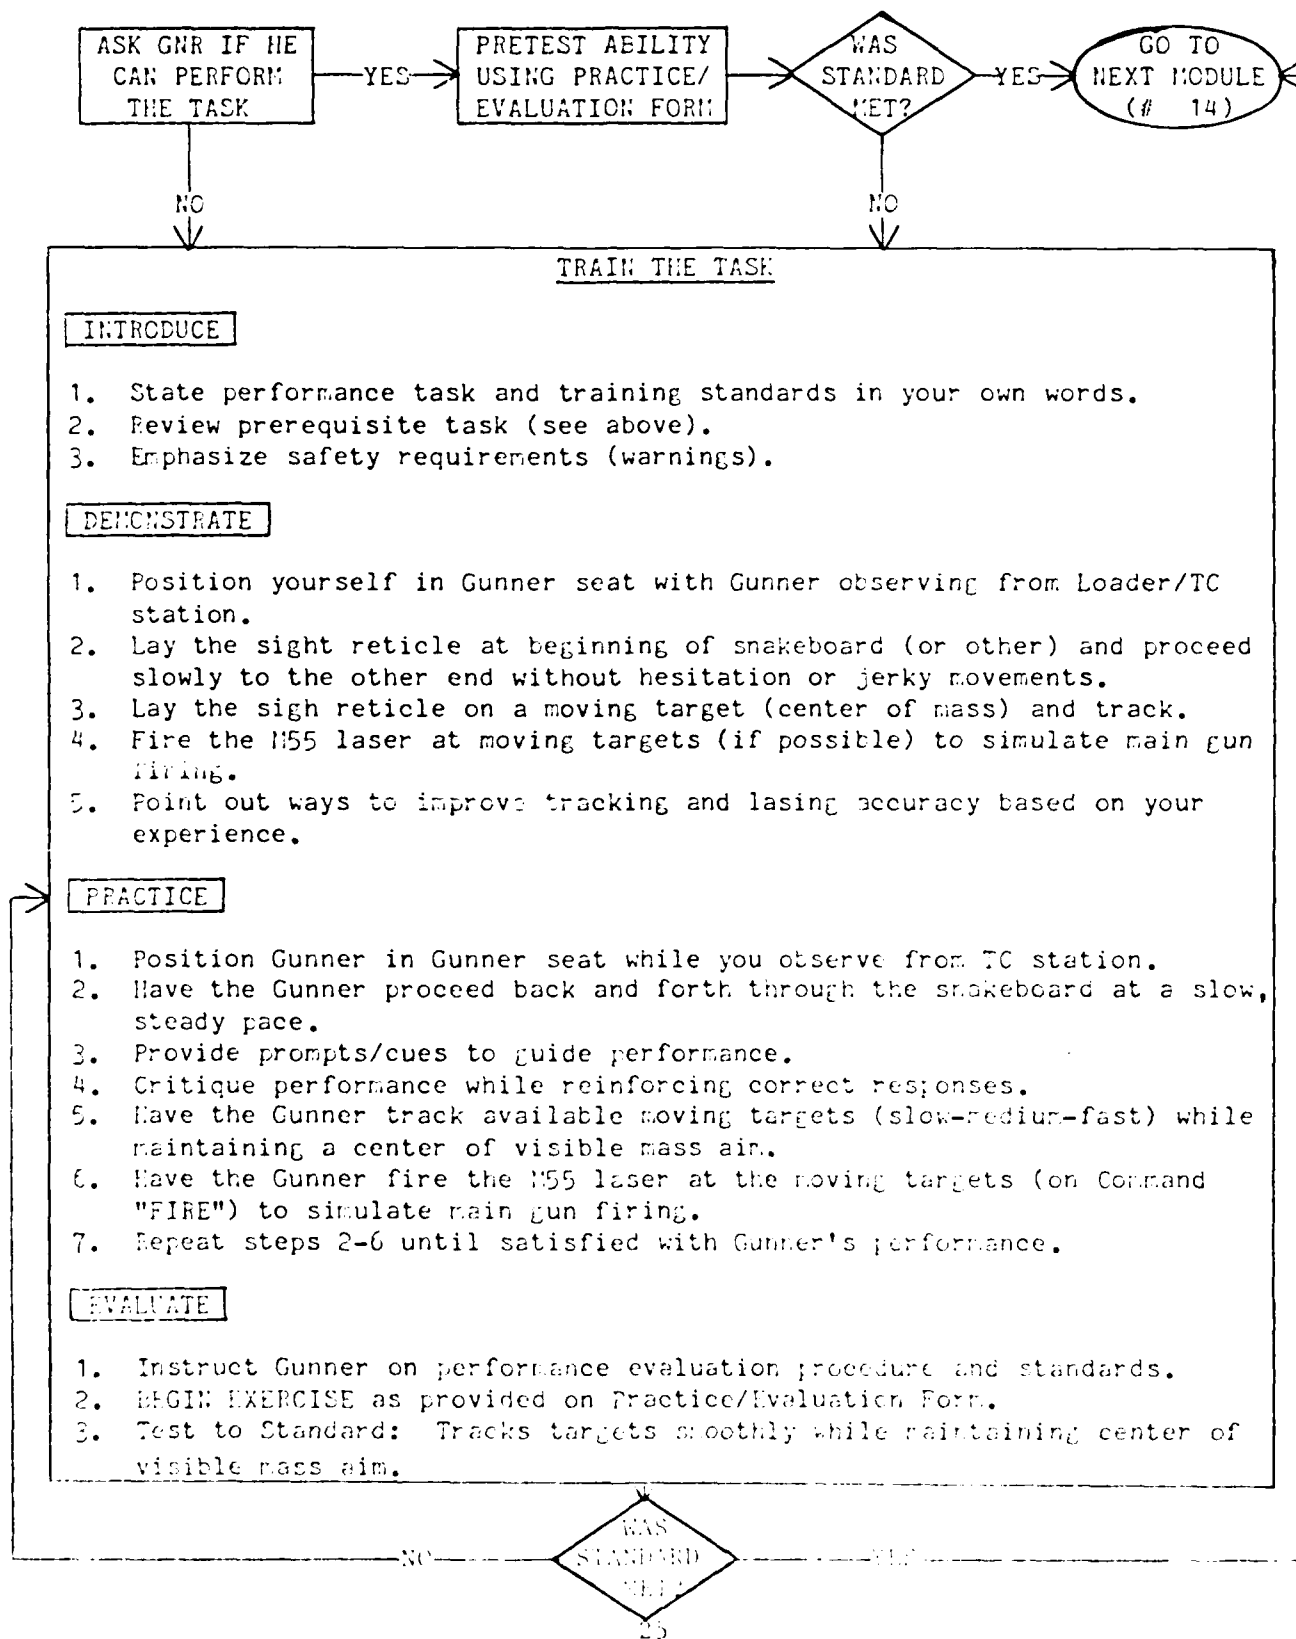 ASK GNR IF HE
CAN PERFORM
THE TASK
YES
PRETEST ABILITY
USING PRACTICE/
EVALUATION FORM
WAS
STANDARD
MET?
YES
GO TO
NEXT MODULE
(# 14)
NO
NO
TRAIN THE TASK
INTRODUCE
1. State performance task and training standards in your own words.
2. Review prerequisite task (see above).
3. Emphasize safety requirements (warnings).
DEMONSTRATE
1. Position yourself in Gunner seat with Gunner observing from Loader/TC
station.
2. Lay the sight reticle at beginning of snakeboard (or other) and proceed
slowly to the other end without hesitation or jerky movements.
3. Lay the sigh reticle on a moving target (center of mass) and track.
4. Fire the M55 laser at moving targets (if possible) to simulate main gun
firing.
5. Point out ways to improve tracking and lasing accuracy based on your
experience.
PRACTICE
1. Position Gunner in Gunner seat while you observe from TC station.
2. Have the Gunner proceed back and forth through the snakeboard at a slow,
steady pace.
3. Provide prompts/cues to guide performance.
4. Critique performance while reinforcing correct responses.
5. Have the Gunner track available moving targets (slow-medium-fast) while
maintaining a center of visible mass aim.
6. Have the Gunner fire the M55 laser at the moving targets (on Command
"FIRE") to simulate main gun firing.
7. Repeat steps 2-6 until satisfied with Gunner's performance.
EVALUATE
1. Instruct Gunner on performance evaluation procedure and standards.
2. BEGIN EXERCISE as provided on Practice/Evaluation Form.
3. Test to Standard: Tracks targets smoothly while maintaining center of
visible mass aim.
WAS
STANDARD
MET?
NO
YES
25